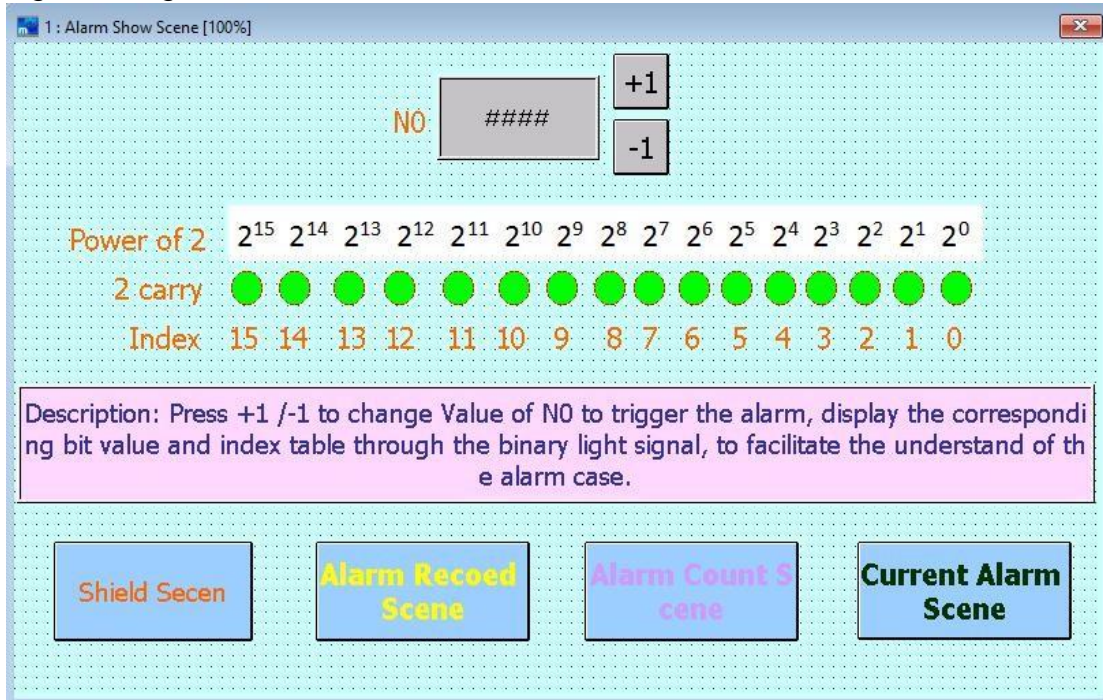 1 : Alarm Show Scene [100%]
+1
N0 ####
-1
Power of 2 2¹⁵ 2¹⁴ 2¹³ 2¹² 2¹¹ 2¹⁰ 2⁹ 2⁸ 2⁷ 2⁶ 2⁵ 2⁴ 2³ 2² 2¹ 2⁰
2 carry
Index 15 14 13 12 11 10 9 8 7 6 5 4 3 2 1 0
Description: Press +1 /-1 to change Value of N0 to trigger the alarm, display the correspondi
ng bit value and index table through the binary light signal, to facilitate the understand of th
e alarm case.
Shield Secen
Alarm Recoed
Scene
Alarm Count S
cene
Current Alarm
Scene